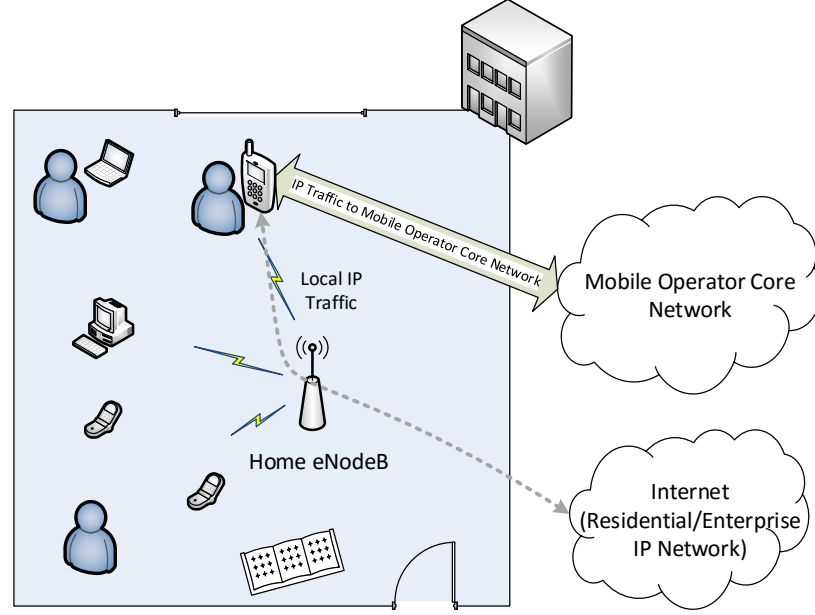 IP Traffic to Mobile Operator Core Network
Local IP
Traffic
Mobile Operator Core
Network
Home eNodeB
Internet
(Residential/Enterprise
IP Network)